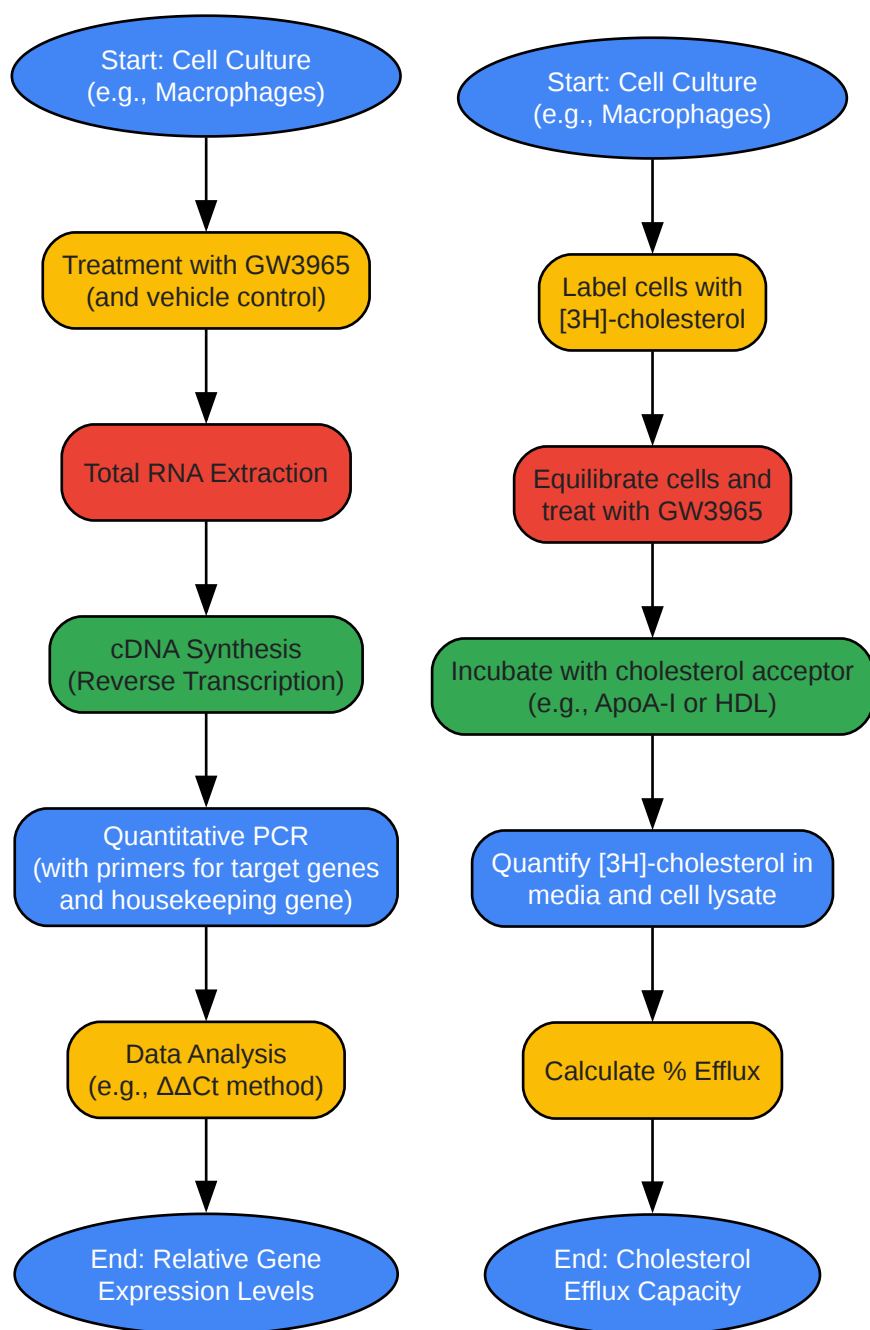 Start: Cell Culture
(e.g., Macrophages)
Treatment with GW3965
(and vehicle control)
Total RNA Extraction
cDNA Synthesis
(Reverse Transcription)
Quantitative PCR
(with primers for target genes
and housekeeping gene)
Data Analysis
(e.g., ΔΔCt method)
End: Relative Gene
Expression Levels
Start: Cell Culture
(e.g., Macrophages)
Label cells with
[3H]-cholesterol
Equilibrate cells and
treat with GW3965
Incubate with cholesterol acceptor
(e.g., ApoA-I or HDL)
Quantify [3H]-cholesterol in
media and cell lysate
Calculate % Efflux
End: Cholesterol
Efflux Capacity